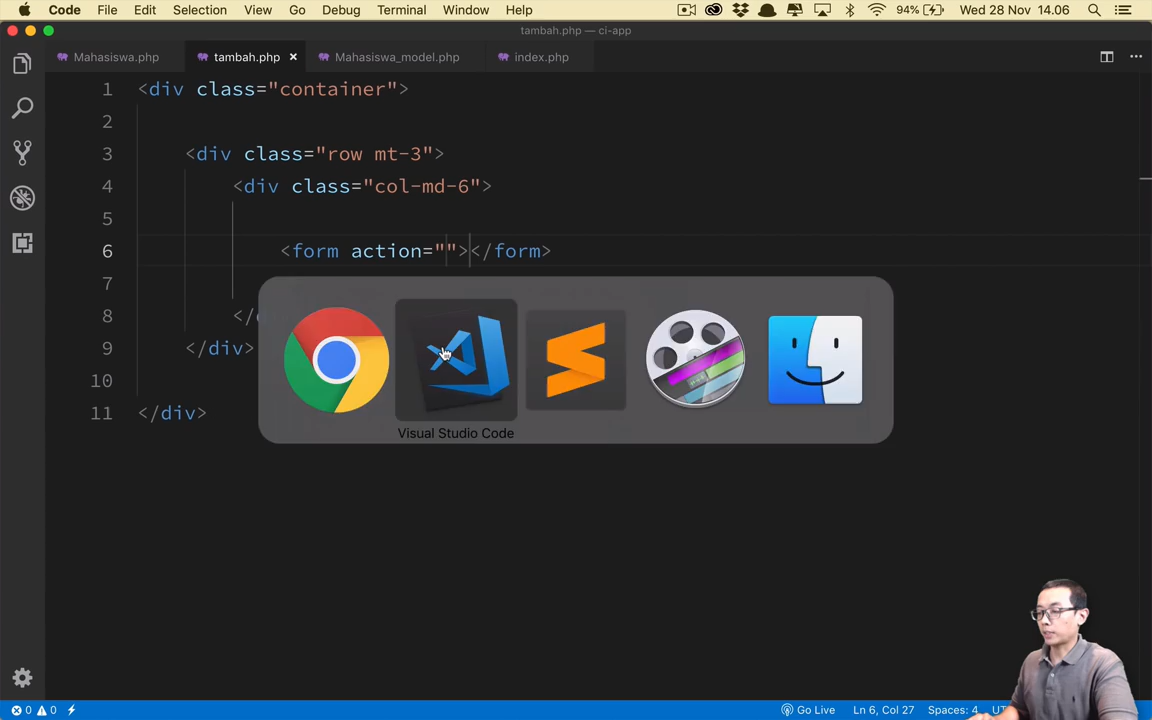 Code File Edit Selection View Go Debug Terminal Window Help 94% Wed 28 Nov 14.06
tambah.php — ci-app
Mahasiswa.php tambah.php Mahasiswa_model.php index.php
1 <div class="container">
2
3 <div class="row mt-3">
4 <div class="col-md-6">
5
6 <form action=""></form>
7
8 </
9 </div>
10
11 </div>
Visual Studio Code
0 0 Go Live Ln 6, Col 27 Spaces: 4